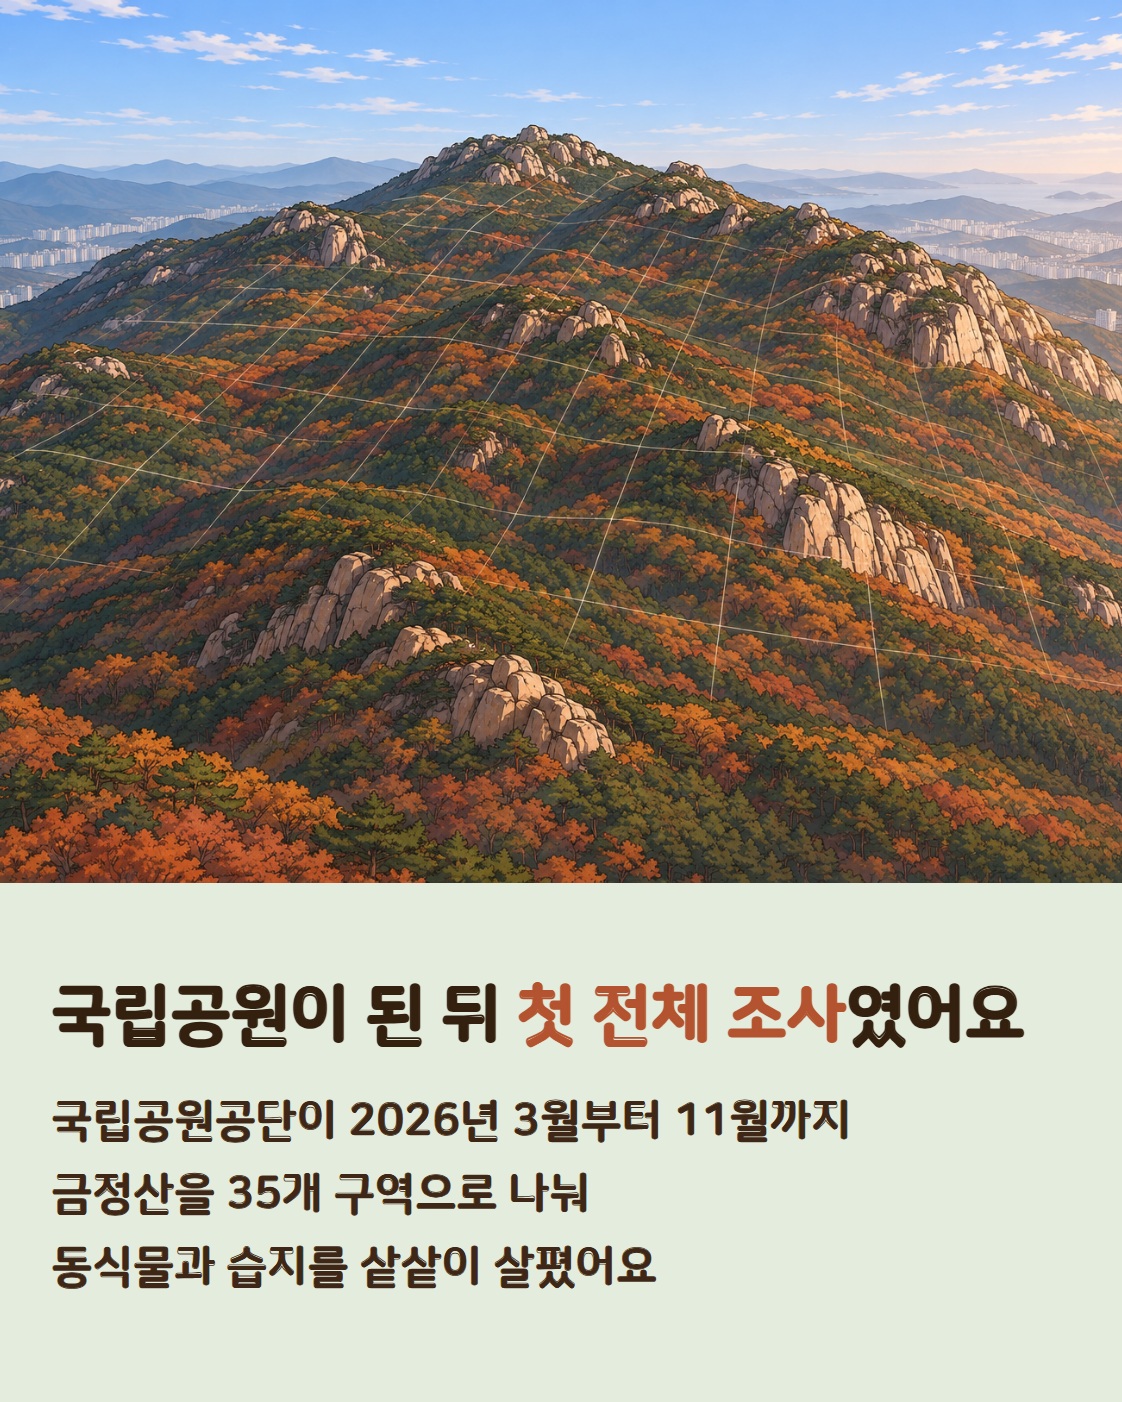 국립공원이 된 뒤 첫 전체 조사였어요
국립공원공단이 2026년 3월부터 11월까지
금정산을 35개 구역으로 나눠
동식물과 습지를 샅샅이 살폈어요